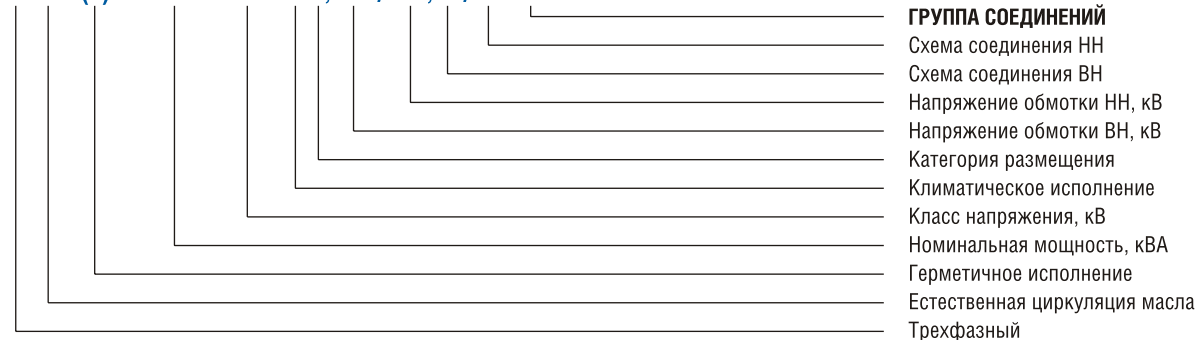 ГРУППА СОЕДИНЕНИЙ
Схема соединения НН
Схема соединения ВН
Напряжение обмотки НН, кВ
Напряжение обмотки ВН, кВ
Категория размещения
Климатическое исполнение
Класс напряжения, кВ
Номинальная мощность, кВА
Герметичное исполнение
Естественная циркуляция масла
Трехфазный